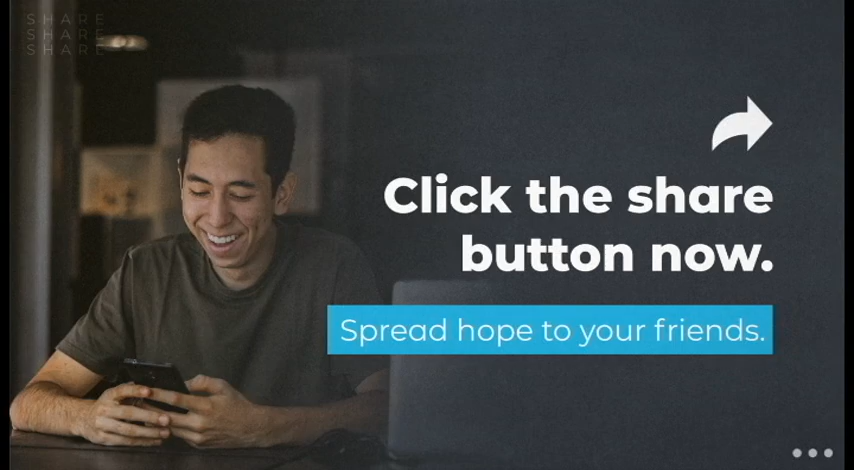 SHARE
SHARE
SHARE
Click the share
button now.
Spread hope to your friends.